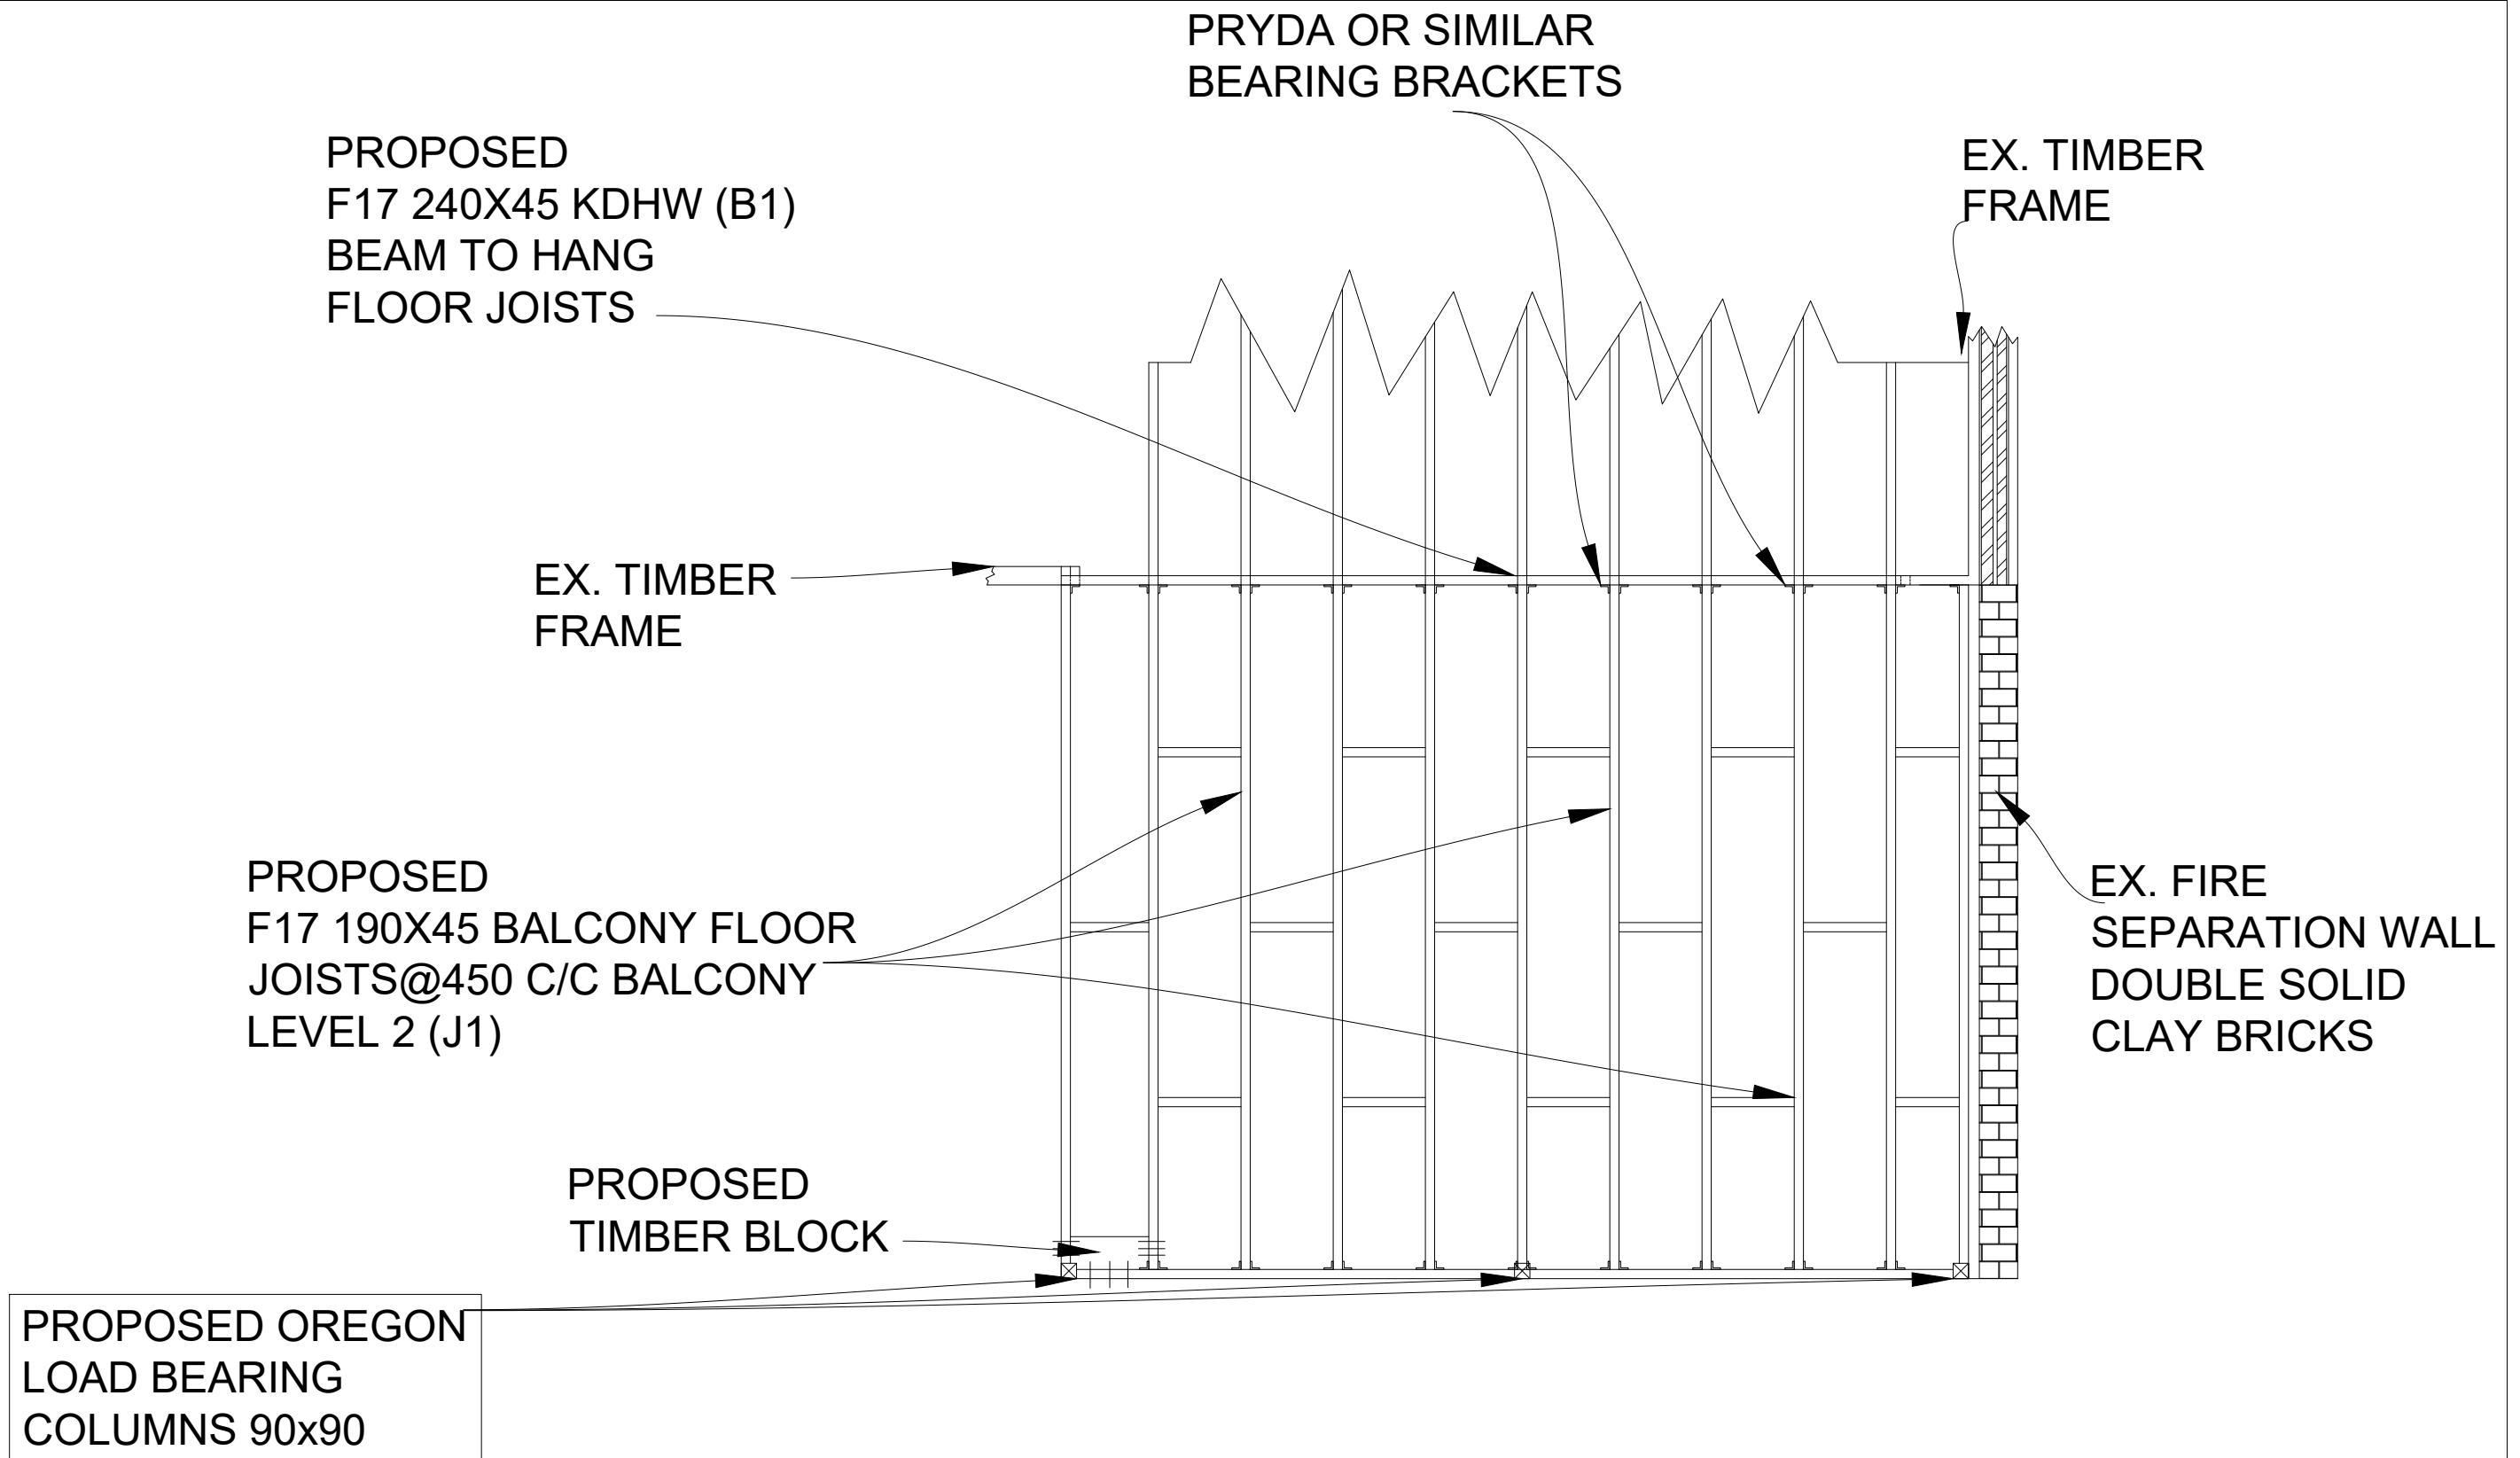 PRYDA OR SIMILAR
BEARING BRACKETS
PROPOSED
F17 240X45 KDHW (B1)
BEAM TO HANG
FLOOR JOISTS
EX. TIMBER
FRAME
EX. TIMBER
FRAME
PROPOSED
F17 190X45 BALCONY FLOOR
JOISTS@450 C/C BALCONY
LEVEL 2 (J1)
EX. FIRE
SEPARATION WALL
DOUBLE SOLID
CLAY BRICKS
PROPOSED
TIMBER BLOCK
PROPOSED OREGON
LOAD BEARING
COLUMNS 90x90